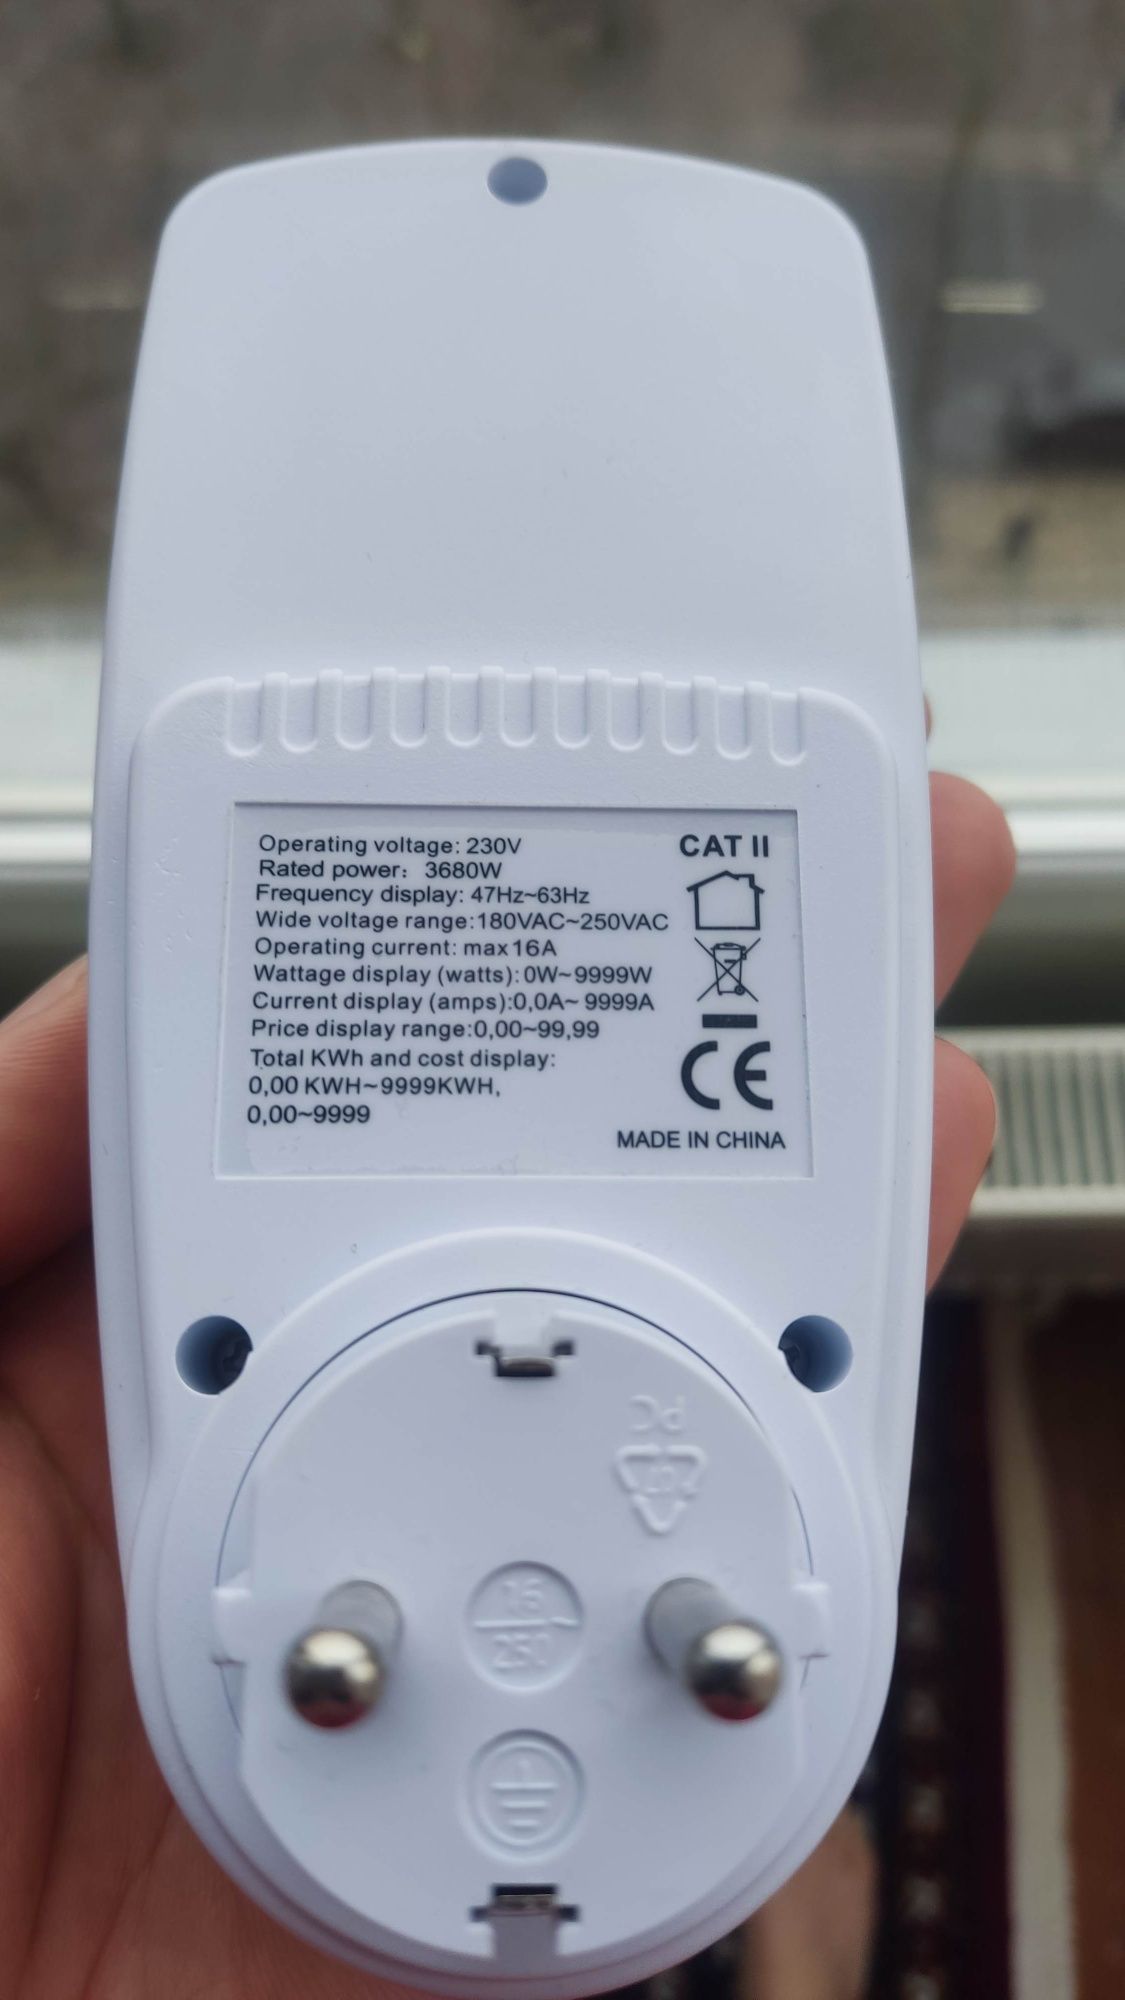 Operating voltage: 230V
Rated power: 3680W
Frequency display: 47Hz~63Hz
Wide voltage range:180VAC~250VAC
Operating current: max16A
Wattage display (watts):0W~9999W
Current display (amps):0,0A~9999A
Price display range:0,00~99,99
Total KWh and cost display:
0,00 KWH~9999KWH,
0,00~9999
CAT II
CE
MADE IN CHINA
PC
16
250